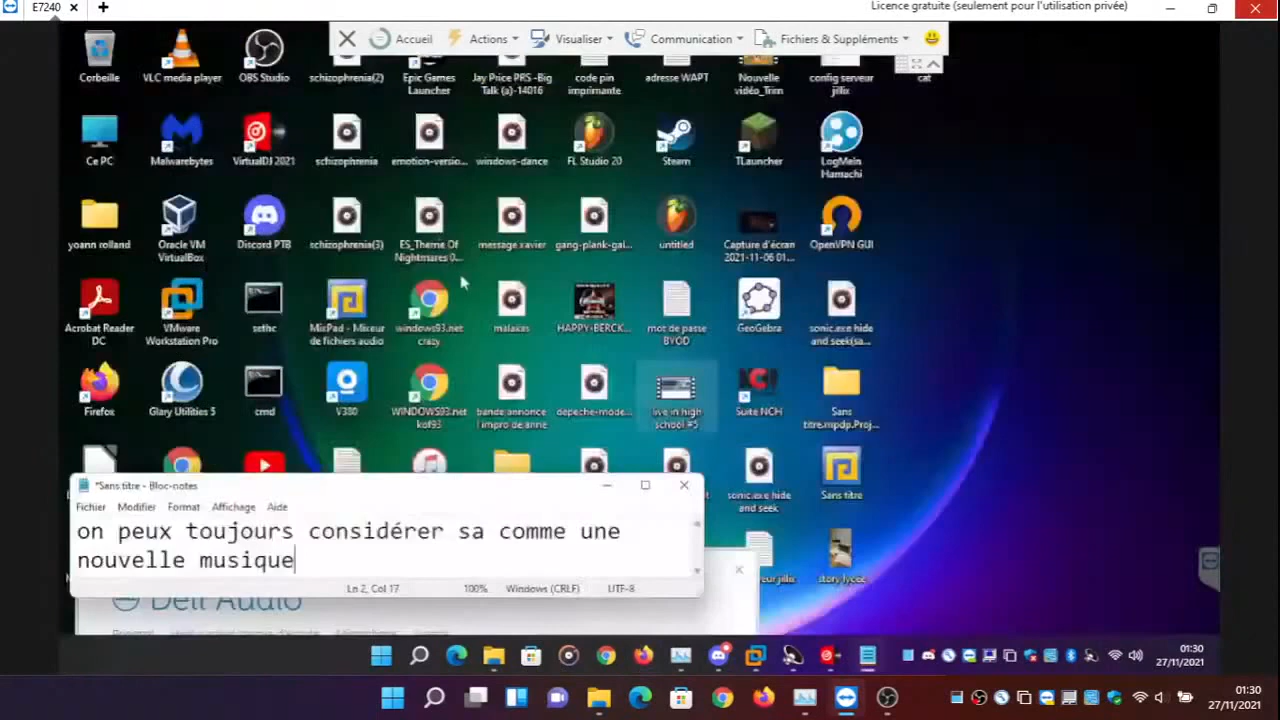 E7240
Licence gratuite (seulement pour l'utilisation privée)
Accueil
Actions
Visualiser
Communication
Fichiers & Suppléments
Corbeille
VLC media player
OBS Studio
schizophrenia(2)
Epic Games
Launcher
Jay Price PRS -Big
Talk (a)-14016
code pin
imprimante
adresse WAPT
Nouvelle
vidéo_Trim
config serveur
jillix
cat
Ce PC
Malwarebytes
VirtualDJ 2021
schizophrenia
emotion-versio...
windows-dance
FL Studio 20
Steam
TLauncher
LogMeIn
Hamachi
yoann rolland
Oracle VM
VirtualBox
Discord PTB
schizophrenia(3)
ES_Theme Of
Nightmares 0...
message xavier
gang-plank-gal...
untitled
Capture d'écran
2021-11-06 01...
OpenVPN GUI
Acrobat Reader
DC
VMware
Workstation Pro
sethc
MixPad - Mixeur
de fichiers audio
windows93.net
crazy
malaxas
HAPPY-BERCK...
mot de passe
BYOD
GeoGebra
sonic.exe hide
and seek(sa...
Firefox
Glary Utilities 5
cmd
V380
WINDOWS93.net
kof93
bande annonce
l'impro de anne
depeche-mode...
live in high
school #5
Suite NCH
Sans
titre.mpdp.Proj...
sonic.exe hide
and seek
Sans titre
story lycée
*Sans titre - Bloc-notes
Fichier Modifier Format Affichage Aide
on peux toujours considérer sa comme une
nouvelle musique
Ln 2, Col 17
100%
Windows (CRLF)
UTF-8
Dell Audio
01:30
27/11/2021
01:30
27/11/2021